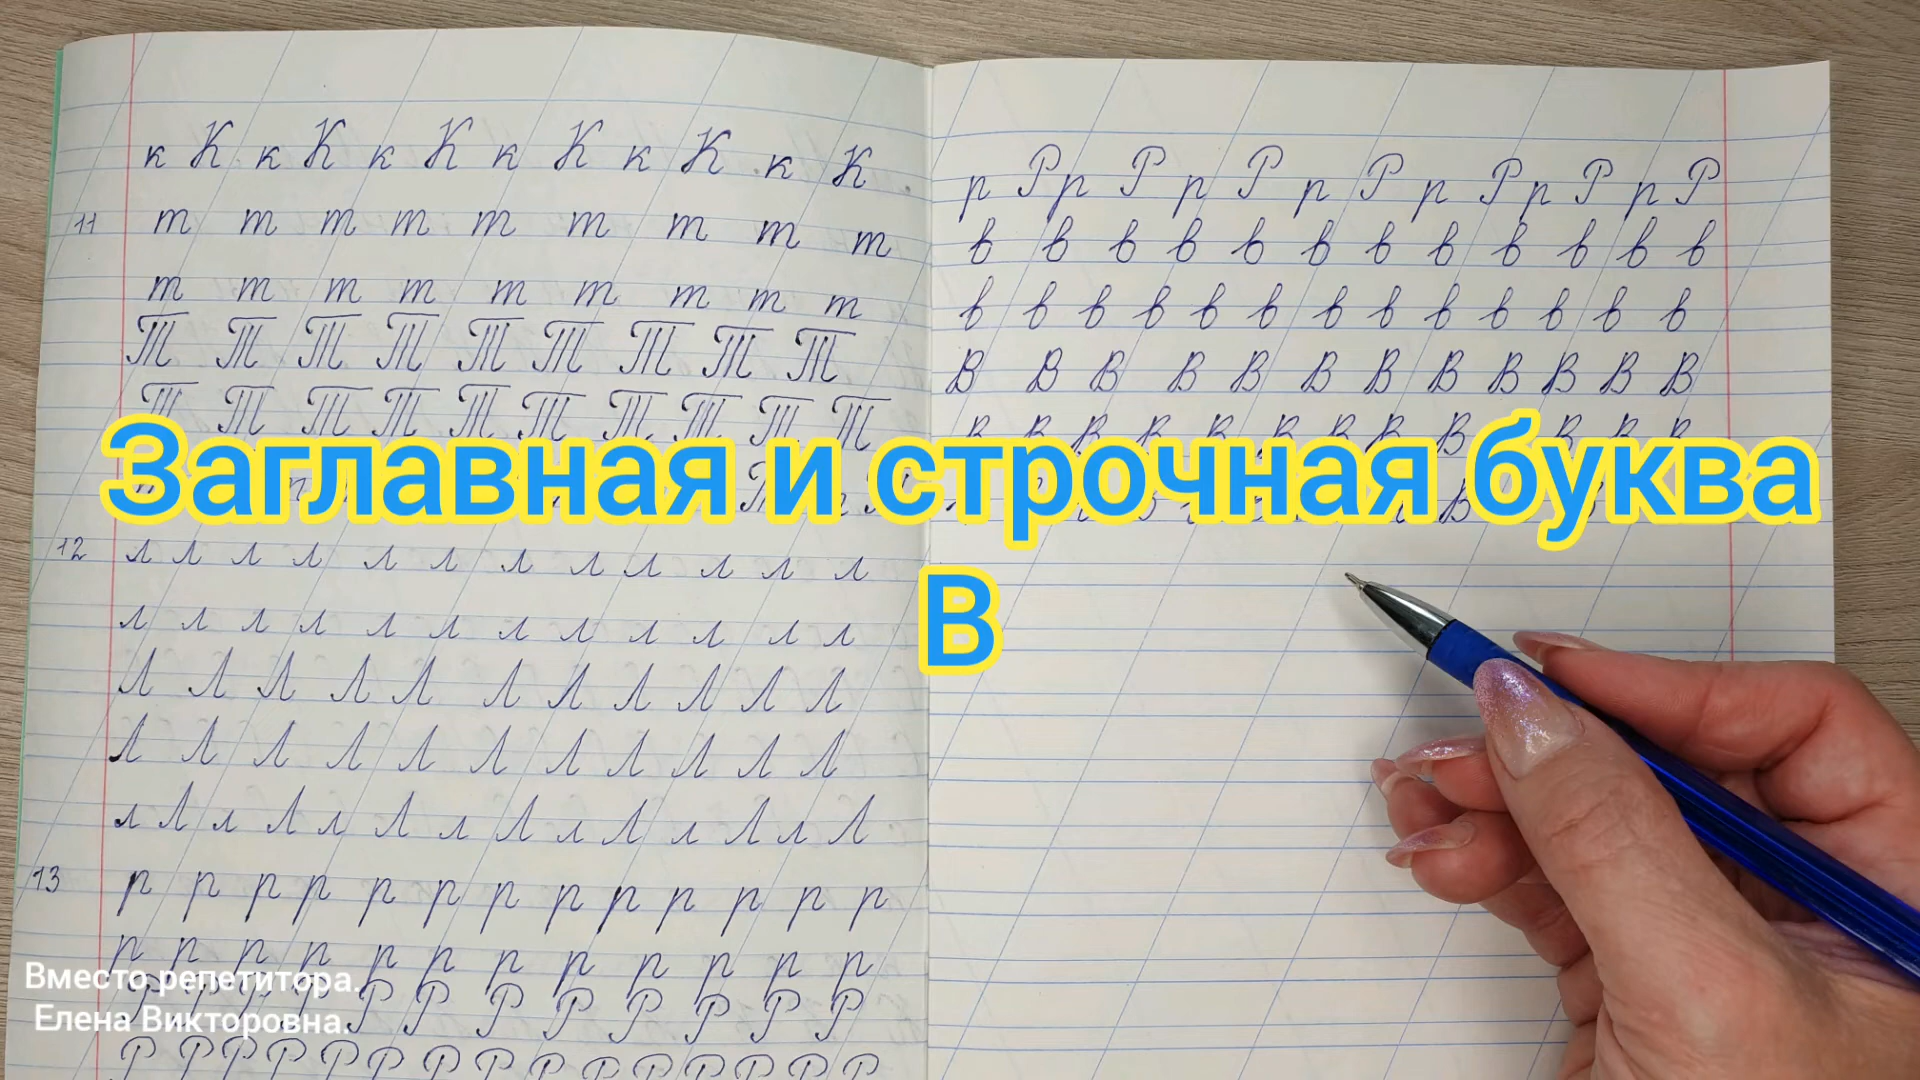 к К к К к К к К к К к К
11 т т т т т т т т т
т т т т т т т т т
Т Т Т Т Т Т Т Т Т
Т Т Т Т Т Т Т Т Т Т
12 л л л л л л л л л л л л
л л л л л л л л л л л л
Л Л Л Л Л Л Л Л Л Л Л
Л Л Л Л Л Л Л Л Л Л Л
л Л л Л л Л л Л л Л л Л л Л
13 р р р р р р р р р р р р
р р р р р р р р р р р р
Р Р Р Р Р Р Р Р Р Р Р
Р Р Р Р Р Р Р Р Р Р Р Р Р
р Р р Р р Р р Р р Р р Р р Р
в в в в в в в в в в в в
в в в в в в в в в в в в в
В В В В В В В В В В В В
Заглавная и строчная буква
В
Вместо репетитора.
Елена Викторовна.